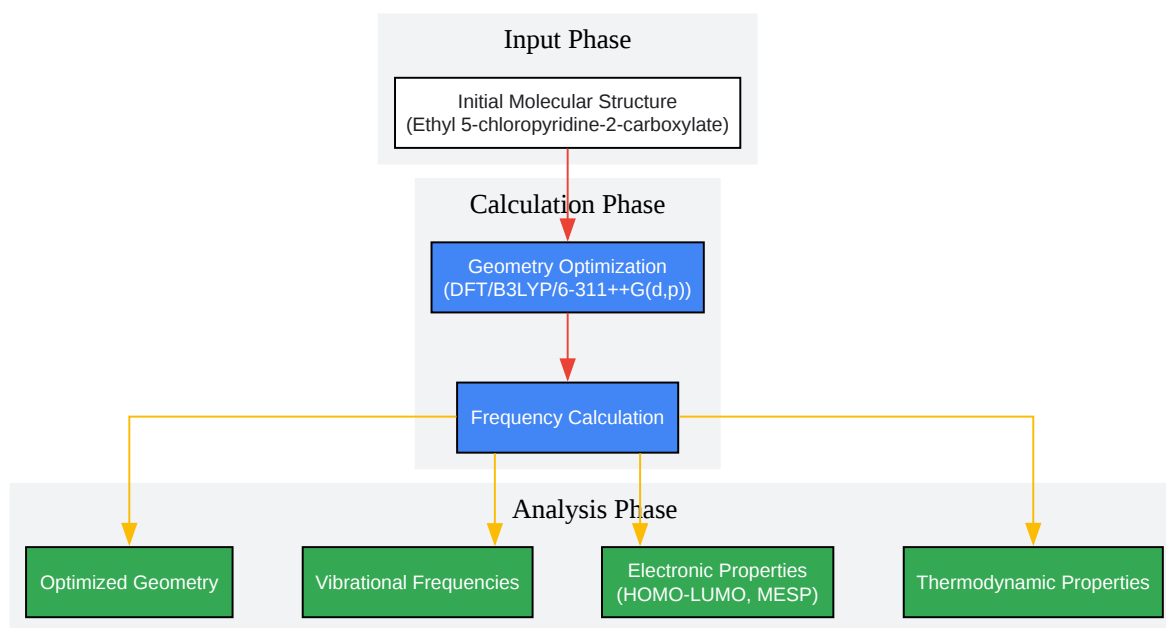 Input Phase
Initial Molecular Structure
(Ethyl 5-chloropyridine-2-carboxylate)
Calculation Phase
Geometry Optimization
(DFT/B3LYP/6-311++G(d,p))
Frequency Calculation
Analysis Phase
Optimized Geometry
Vibrational Frequencies
Electronic Properties
(HOMO-LUMO, MESP)
Thermodynamic Properties